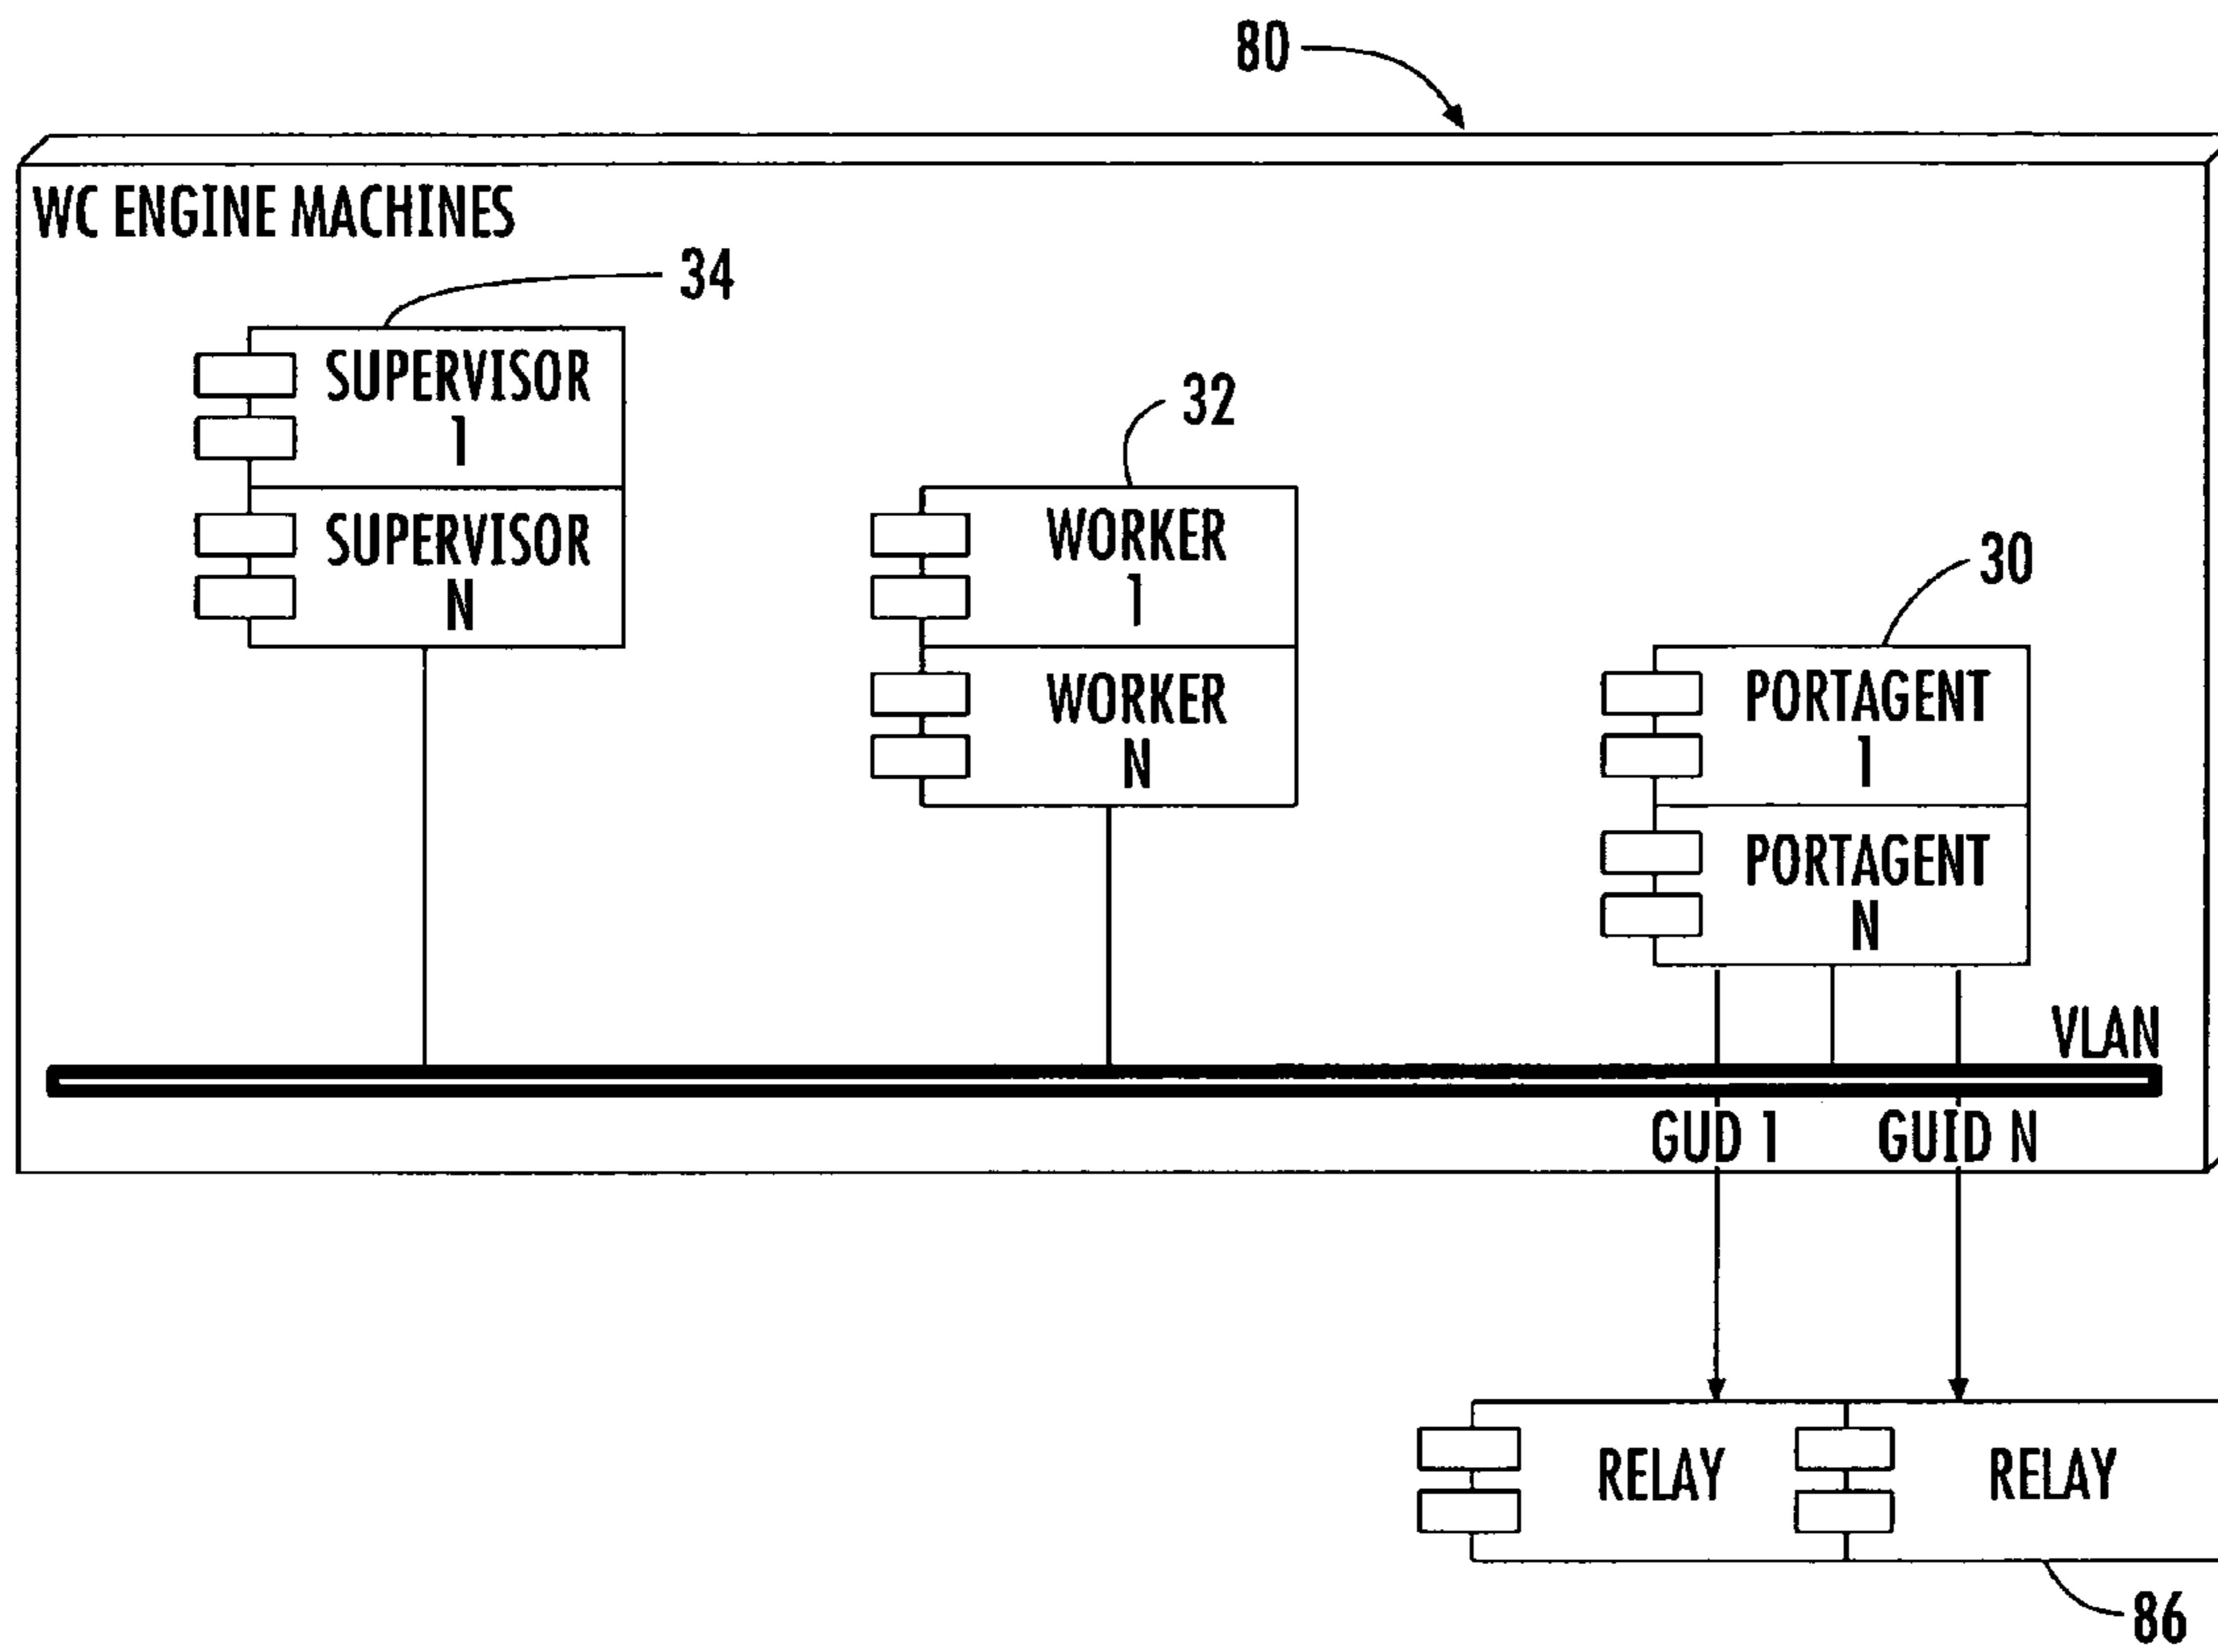 80
WC ENGINE MACHINES
34
SUPERVISOR
1
SUPERVISOR
N
32
WORKER
1
WORKER
N
30
PORTAGENT
1
PORTAGENT
N
VLAN
GUD 1
GUID N
RELAY
RELAY
86